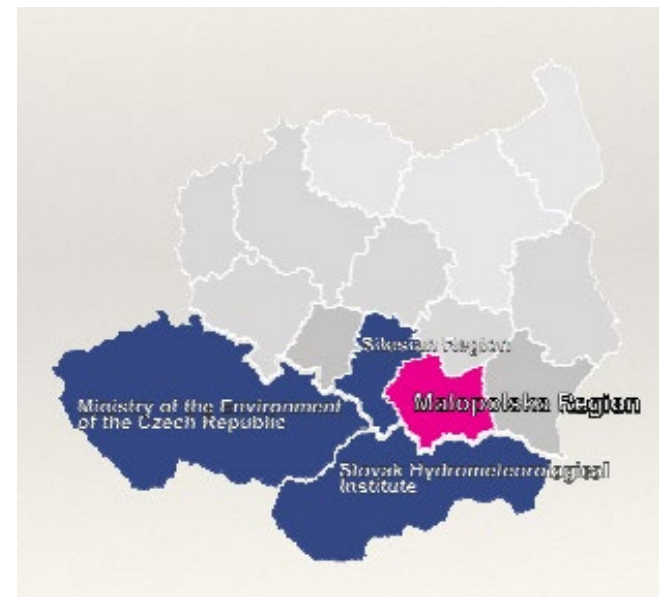 Silesian Region
Malopolska Region
Ministry of the Environment
of the Czech Republic
Slovak Hydrometeorological
Institute